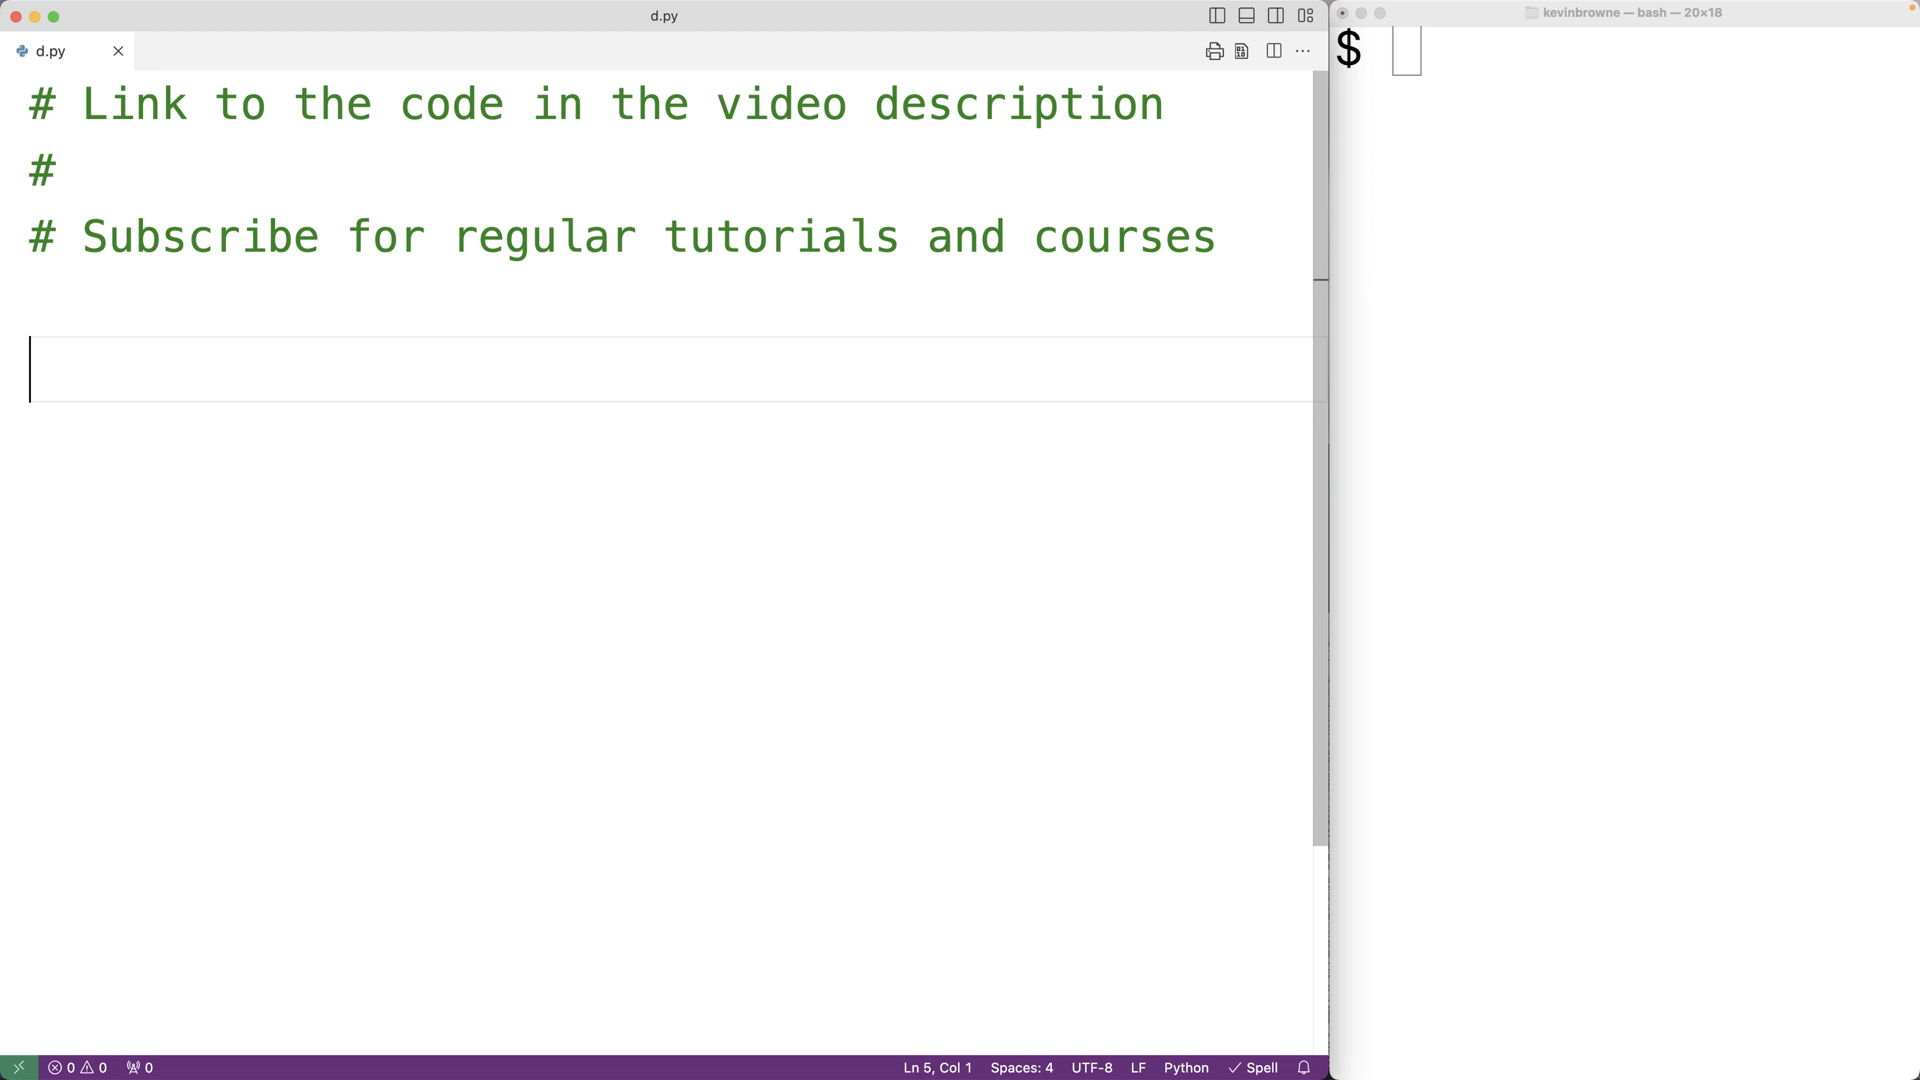 d.py
kevinbrowne — bash — 20×18
d.py
$
# Link to the code in the video description
#
# Subscribe for regular tutorials and courses
0 0 0
Ln 5, Col 1 Spaces: 4 UTF-8 LF Python Spell